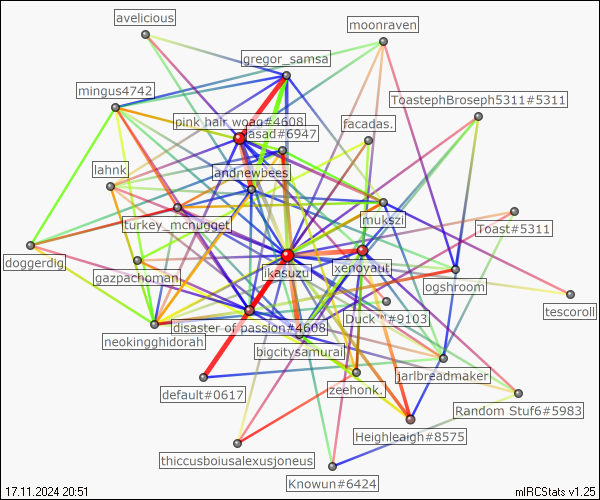 avelicious
moonraven
gregor_samsa
mingus4742
ToastephBroseph5311#5311
pink hair woag#4608
facadas.
asad#6947
lahnk
andnewbees
mukszi
turkey_mcnugget
Toast#5311
doggerdig
gazpachoman
ikasuzu
xenoyaut
ogshroom
tescoroll
Duck™#9103
disaster of passion#4608
neokingghidorah
bigcitysamurai
jarlbreadmaker
default#0617
zeehonk.
Random Stuf6#5983
Heighleaigh#8575
thiccusboiusalexusjoneus
Knowun#6424
17.11.2024 20:51
mIRCStats v1.25